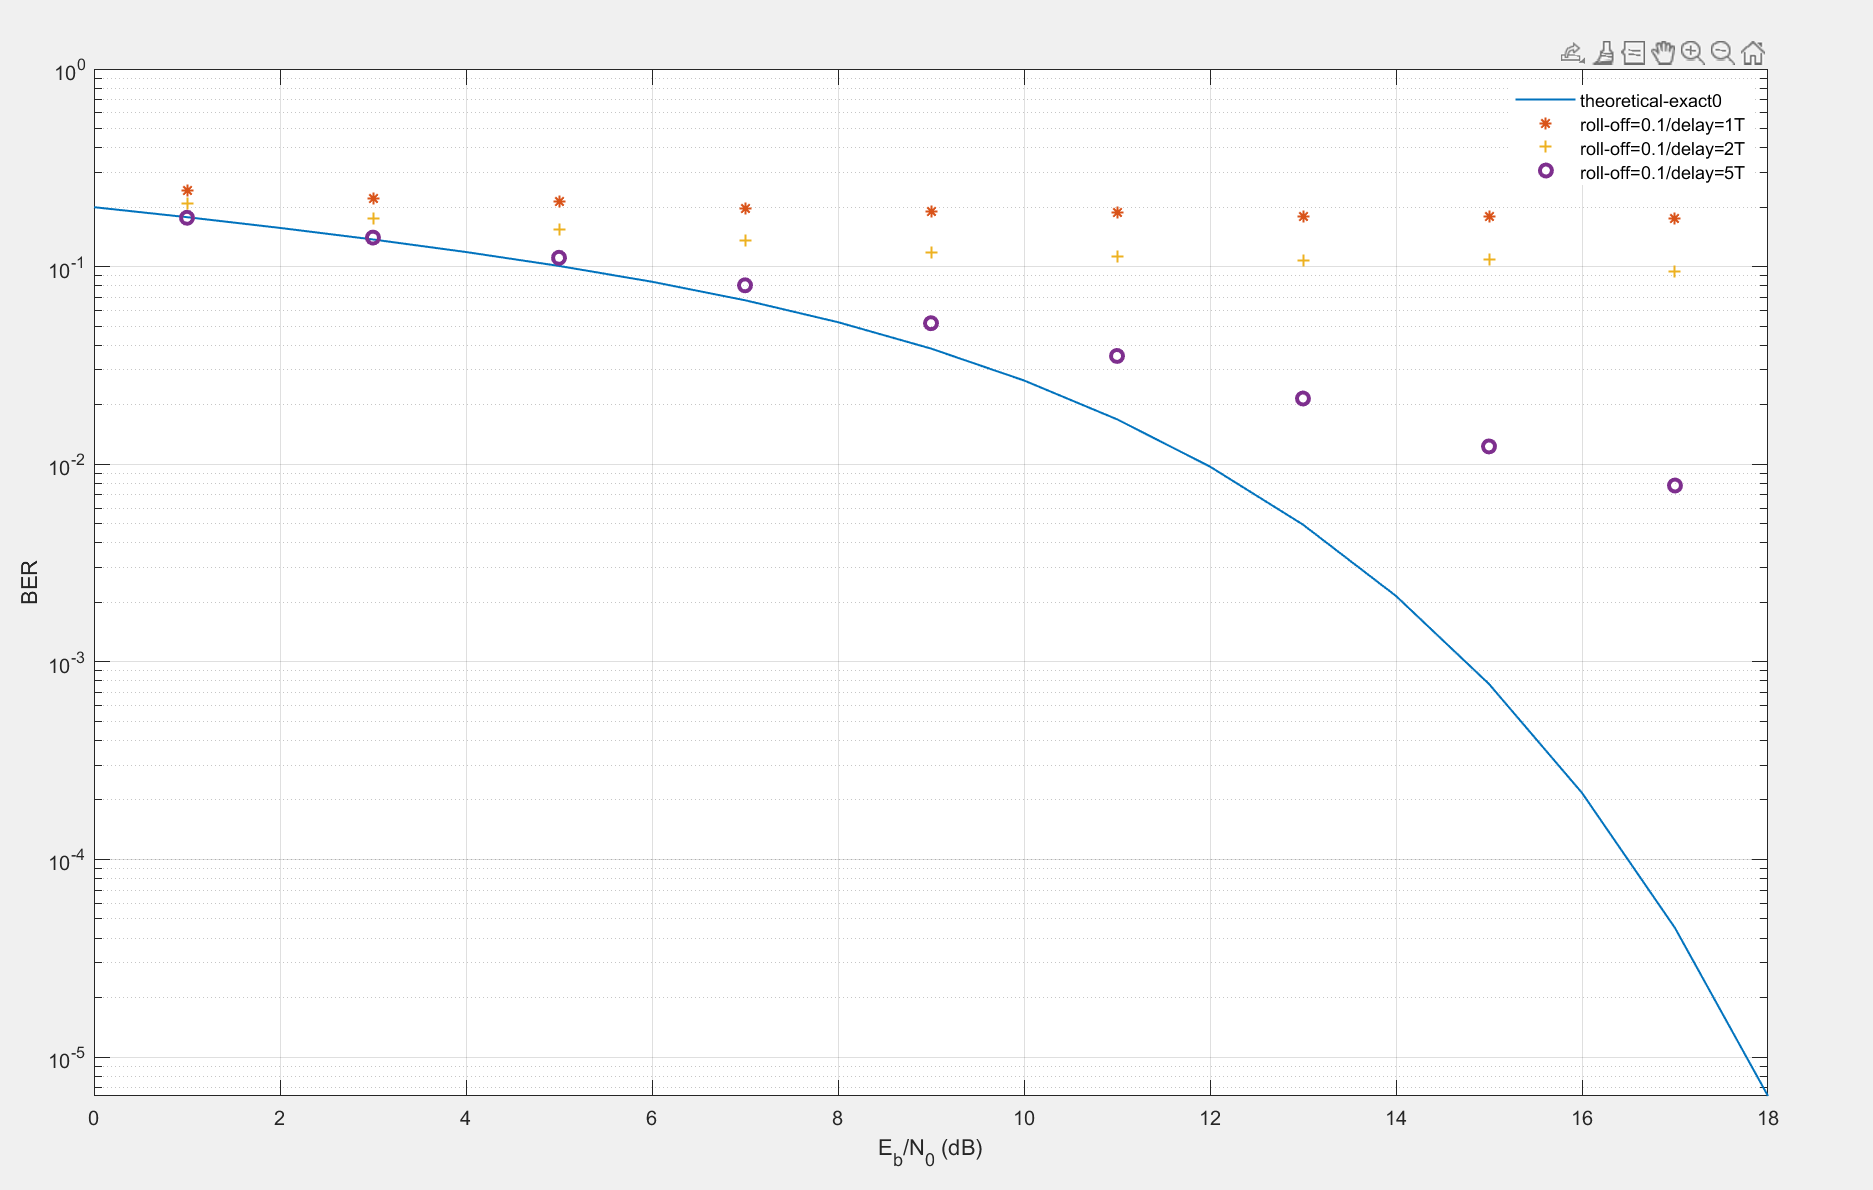 theoretical-exact0
roll-off=0.1/delay=1T
roll-off=0.1/delay=2T
roll-off=0.1/delay=5T
10^0
10^-1
10^-2
10^-3
10^-4
10^-5
BER
0 2 4 6 8 10 12 14 16 18
E_b/N_0 (dB)